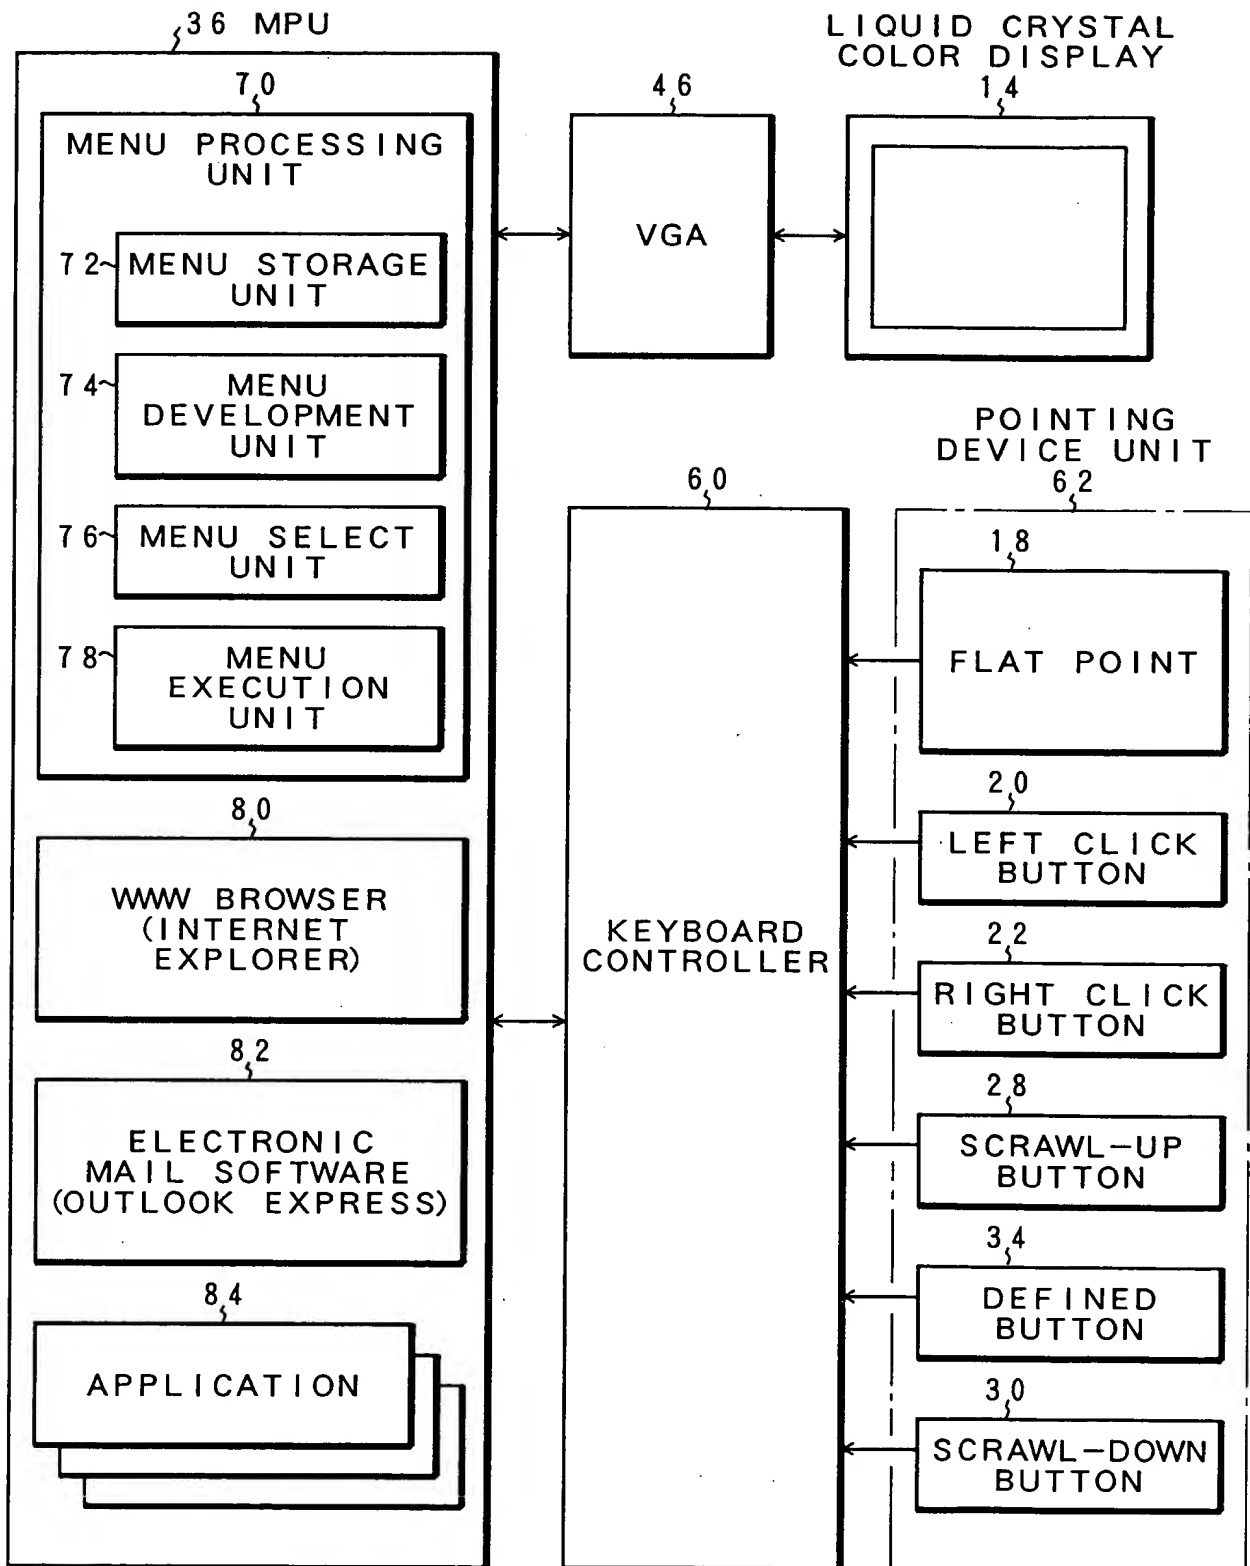 36 MPU
70
MENU PROCESSING
UNIT
72
MENU STORAGE
UNIT
74
MENU
DEVELOPMENT
UNIT
76
MENU SELECT
UNIT
78
MENU
EXECUTION
UNIT
80
WWW BROWSER
(INTERNET
EXPLORER)
82
ELECTRONIC
MAIL SOFTWARE
(OUTLOOK EXPRESS)
84
APPLICATION
46
VGA
LIQUID CRYSTAL
COLOR DISPLAY
14
60
KEYBOARD
CONTROLLER
POINTING
DEVICE UNIT
62
18
FLAT POINT
20
LEFT CLICK
BUTTON
22
RIGHT CLICK
BUTTON
28
SCRAWL-UP
BUTTON
34
DEFINED
BUTTON
30
SCRAWL-DOWN
BUTTON